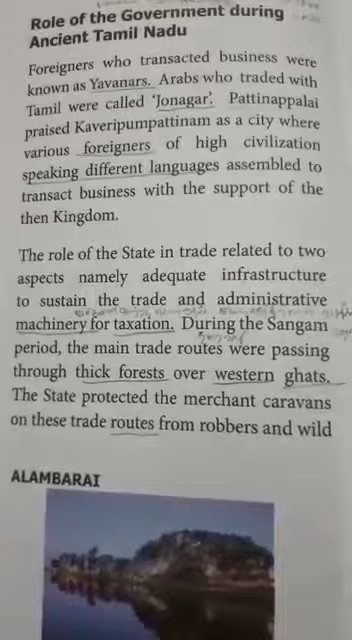 Role of the Government during
Ancient Tamil Nadu
Foreigners who transacted business were
known as Yavanars. Arabs who traded with
Tamil were called ‘Jonagar’. Pattinappalai
praised Kaveripumpattinam as a city where
various foreigners of high civilization
speaking different languages assembled to
transact business with the support of the
then Kingdom.
The role of the State in trade related to two
aspects namely adequate infrastructure
to sustain the trade and administrative
machinery for taxation. During the Sangam
period, the main trade routes were passing
through thick forests over western ghats.
The State protected the merchant caravans
on these trade routes from robbers and wild
ALAMBARAI